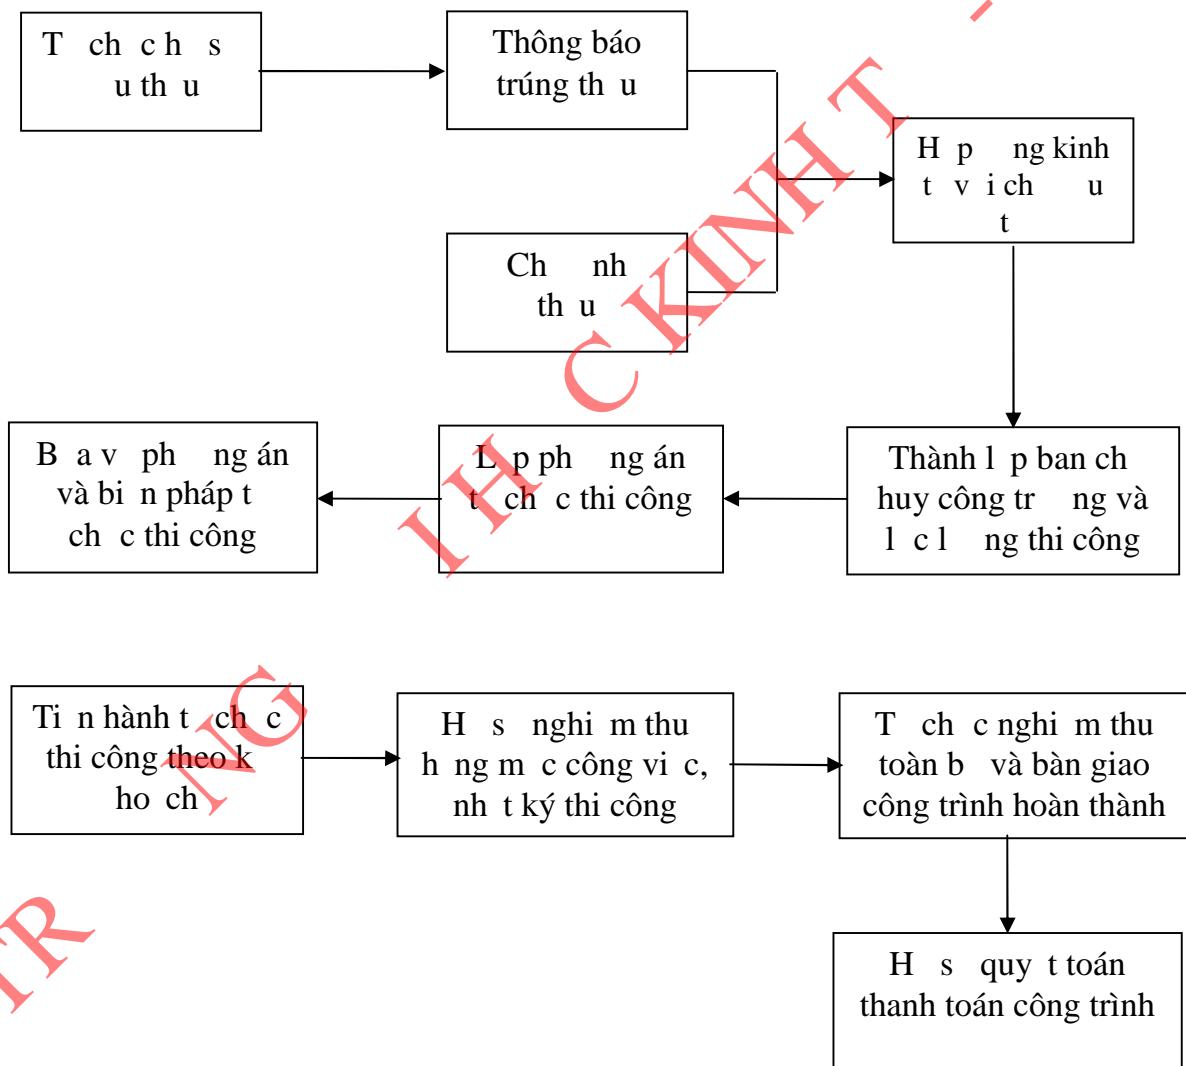 T ch c h s
u th u
Thông báo
trúng th u
H p ng kinh
t v i ch u
t
Ch nh
th u
B a v ph ng án
và bi n pháp t
ch c thi công
L p ph ng án
t ch c thi công
Thành l p ban ch
huy công tr ng và
l c l ng thi công
Ti n hành t ch c
thi công theo k
ho ch
H s nghi m thu
h ng m c công vi c,
nh t ký thi công
T ch c nghi m thu
toàn b và bàn giao
công trình hoàn thành
H s quy t toán
thanh toán công trình
TR NG I H C KINH T -